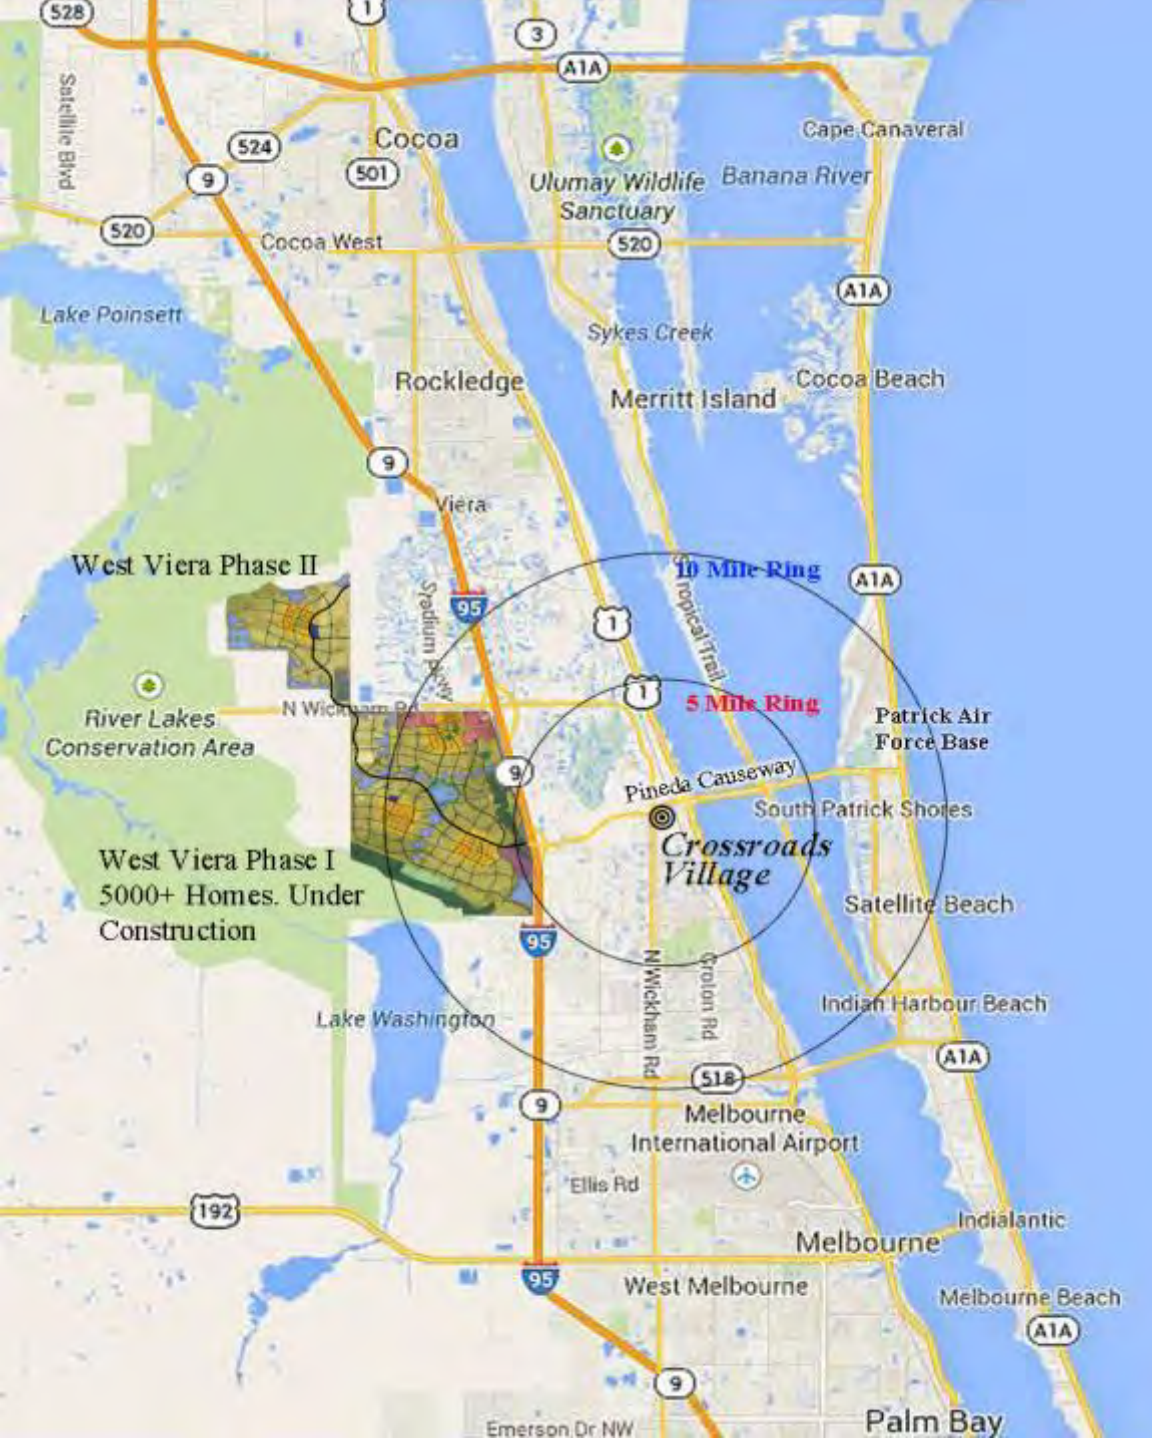 528
1
3
A1A
Satellite Blvd
524
Cocoa
Cape Canaveral
9
501
Ulumay Wildlife
Sanctuary
Banana River
520
Cocoa West
520
A1A
Lake Poinsett
Sykes Creek
Rockledge
Merritt Island
Cocoa Beach
9
Viera
West Viera Phase II
10 Mile Ring
A1A
95
Stadium Pkwy
1
S Tropical Trail
1
River Lakes
Conservation Area
N Wickham Rd
5 Mile Ring
Patrick Air
Force Base
9
Pineda Causeway
South Patrick Shores
Crossroads
Village
West Viera Phase I
5000+ Homes. Under
Construction
Satellite Beach
95
N Wickham Rd
Croton Rd
Indian Harbour Beach
Lake Washington
A1A
518
9
Melbourne
International Airport
Ellis Rd
192
Indialantic
Melbourne
95
West Melbourne
Melbourne Beach
A1A
9
Emerson Dr NW
Palm Bay